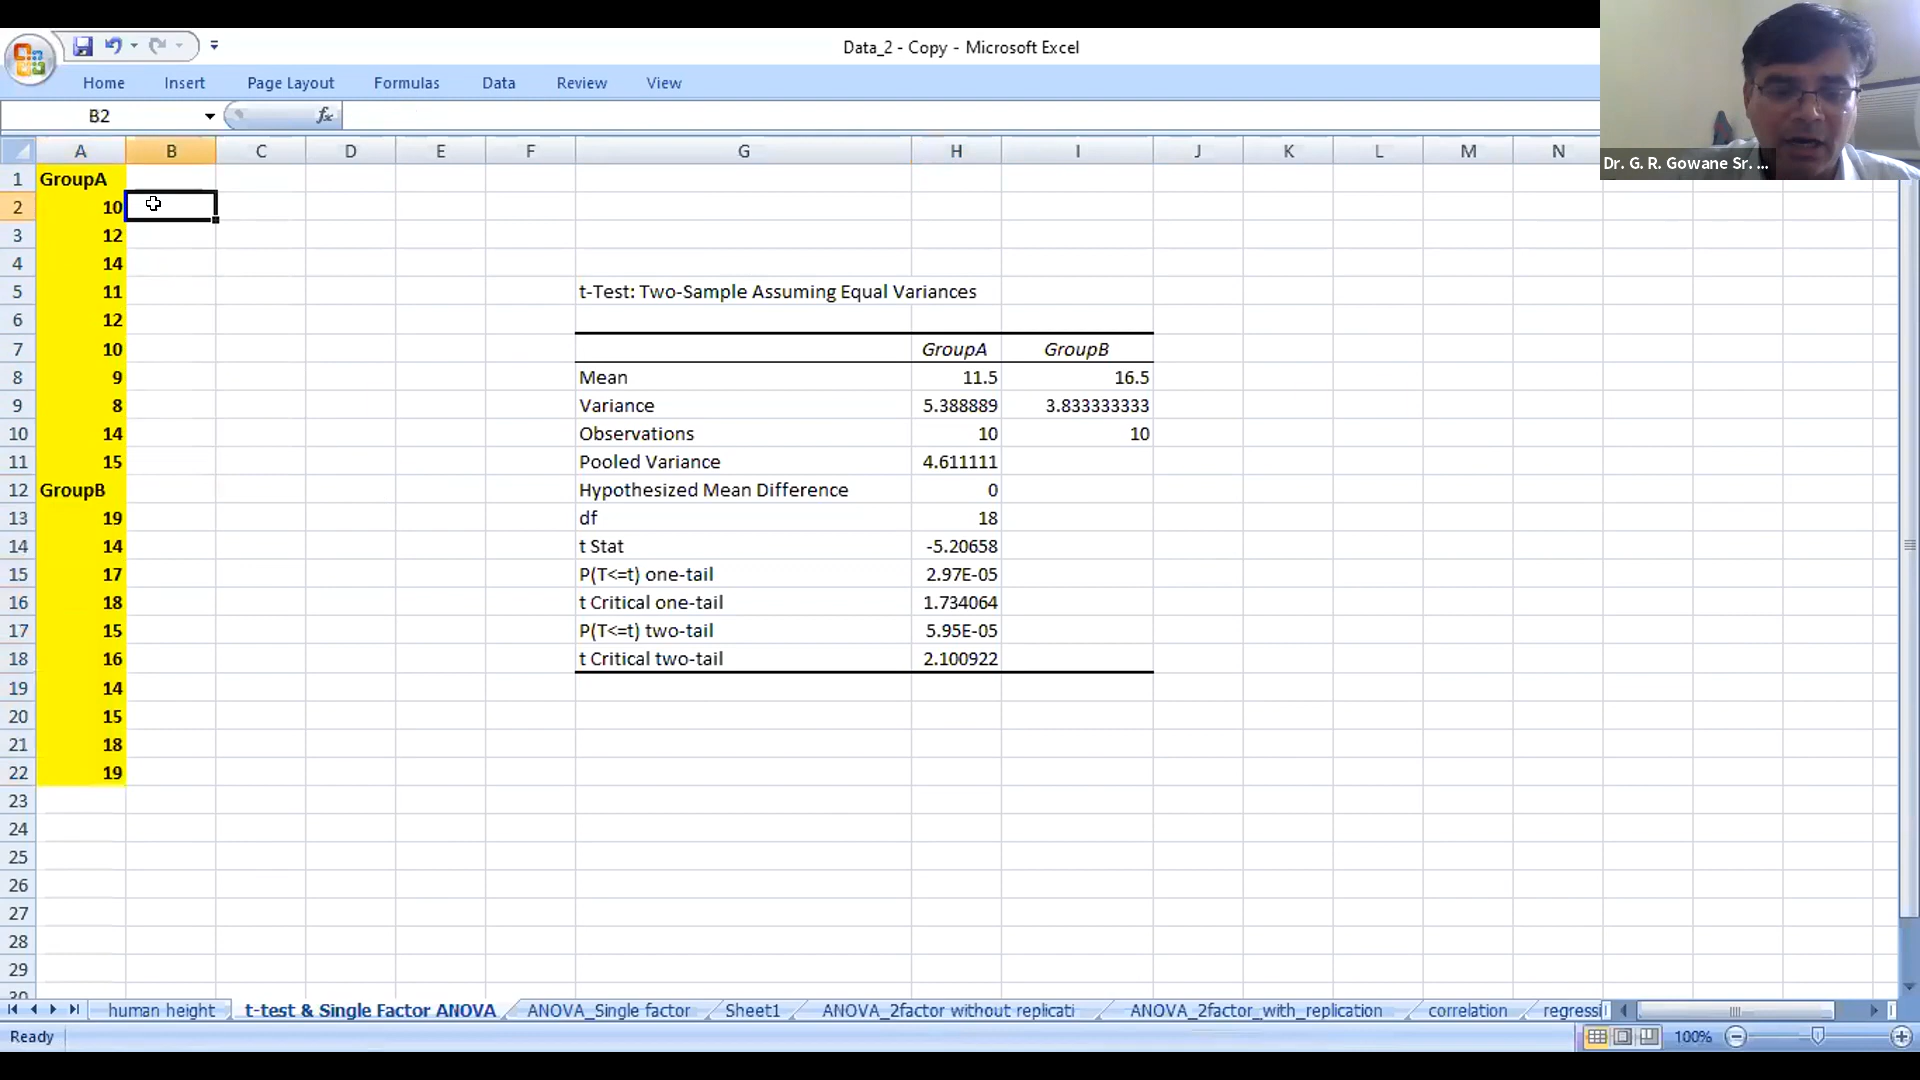 Data_2 - Copy - Microsoft Excel
Home Insert Page Layout Formulas Data Review View
B2 fx
Dr. G. R. Gowane Sr. ...
A B C D E F G H I J K L M N
1 GroupA
2 10
3 12
4 14
5 11 t-Test: Two-Sample Assuming Equal Variances
6 12
7 10 GroupA GroupB
8 9 Mean 11.5 16.5
9 8 Variance 5.388889 3.833333333
10 14 Observations 10 10
11 15 Pooled Variance 4.611111
12 GroupB Hypothesized Mean Difference 0
13 19 df 18
14 14 t Stat -5.20658
15 17 P(T<=t) one-tail 2.97E-05
16 18 t Critical one-tail 1.734064
17 15 P(T<=t) two-tail 5.95E-05
18 16 t Critical two-tail 2.100922
19 14
20 15
21 18
22 19
23
24
25
26
27
28
29
30
human height t-test & Single Factor ANOVA ANOVA_Single factor Sheet1 ANOVA_2factor without replicati ANOVA_2factor_with_replication correlation regressi
Ready 100%